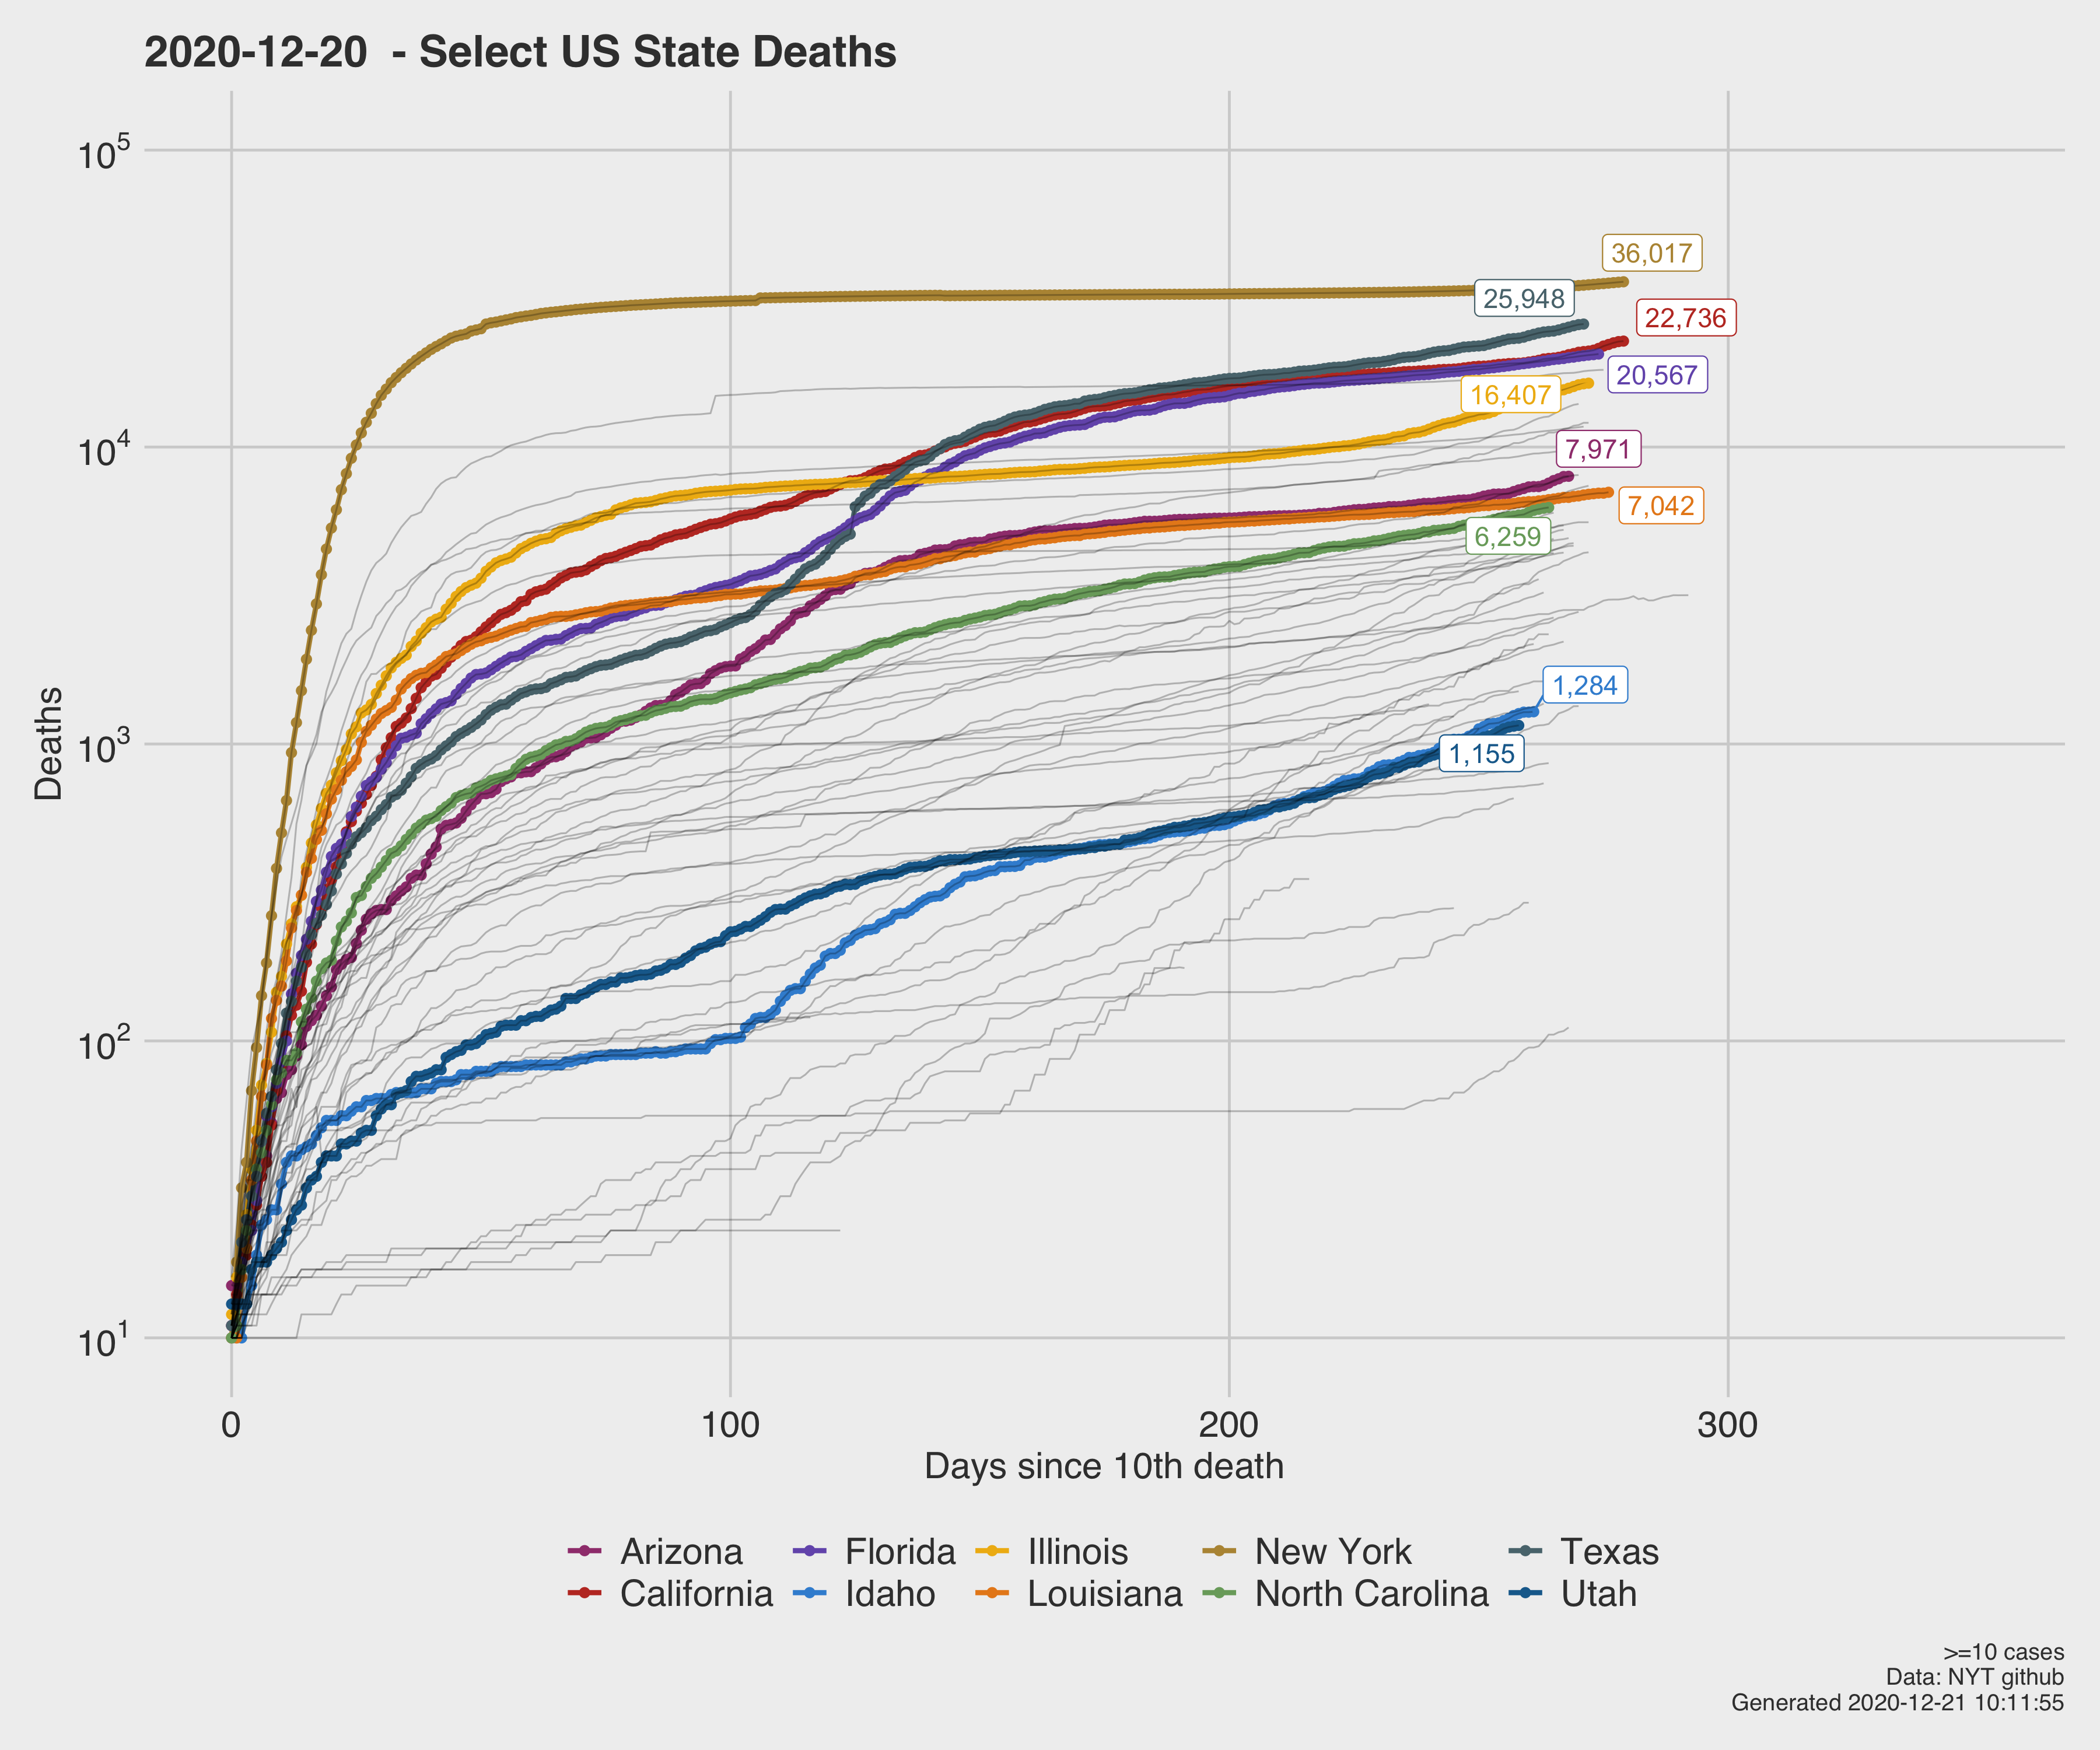 2020-12-20 - Select US State Deaths
10^5
10^4
10^3
10^2
10^1
Deaths
36,017
25,948
22,736
20,567
16,407
7,971
7,042
6,259
1,284
1,155
0 100 200 300
Days since 10th death
Arizona Florida Illinois New York Texas
California Idaho Louisiana North Carolina Utah
>=10 cases
Data: NYT github
Generated 2020-12-21 10:11:55